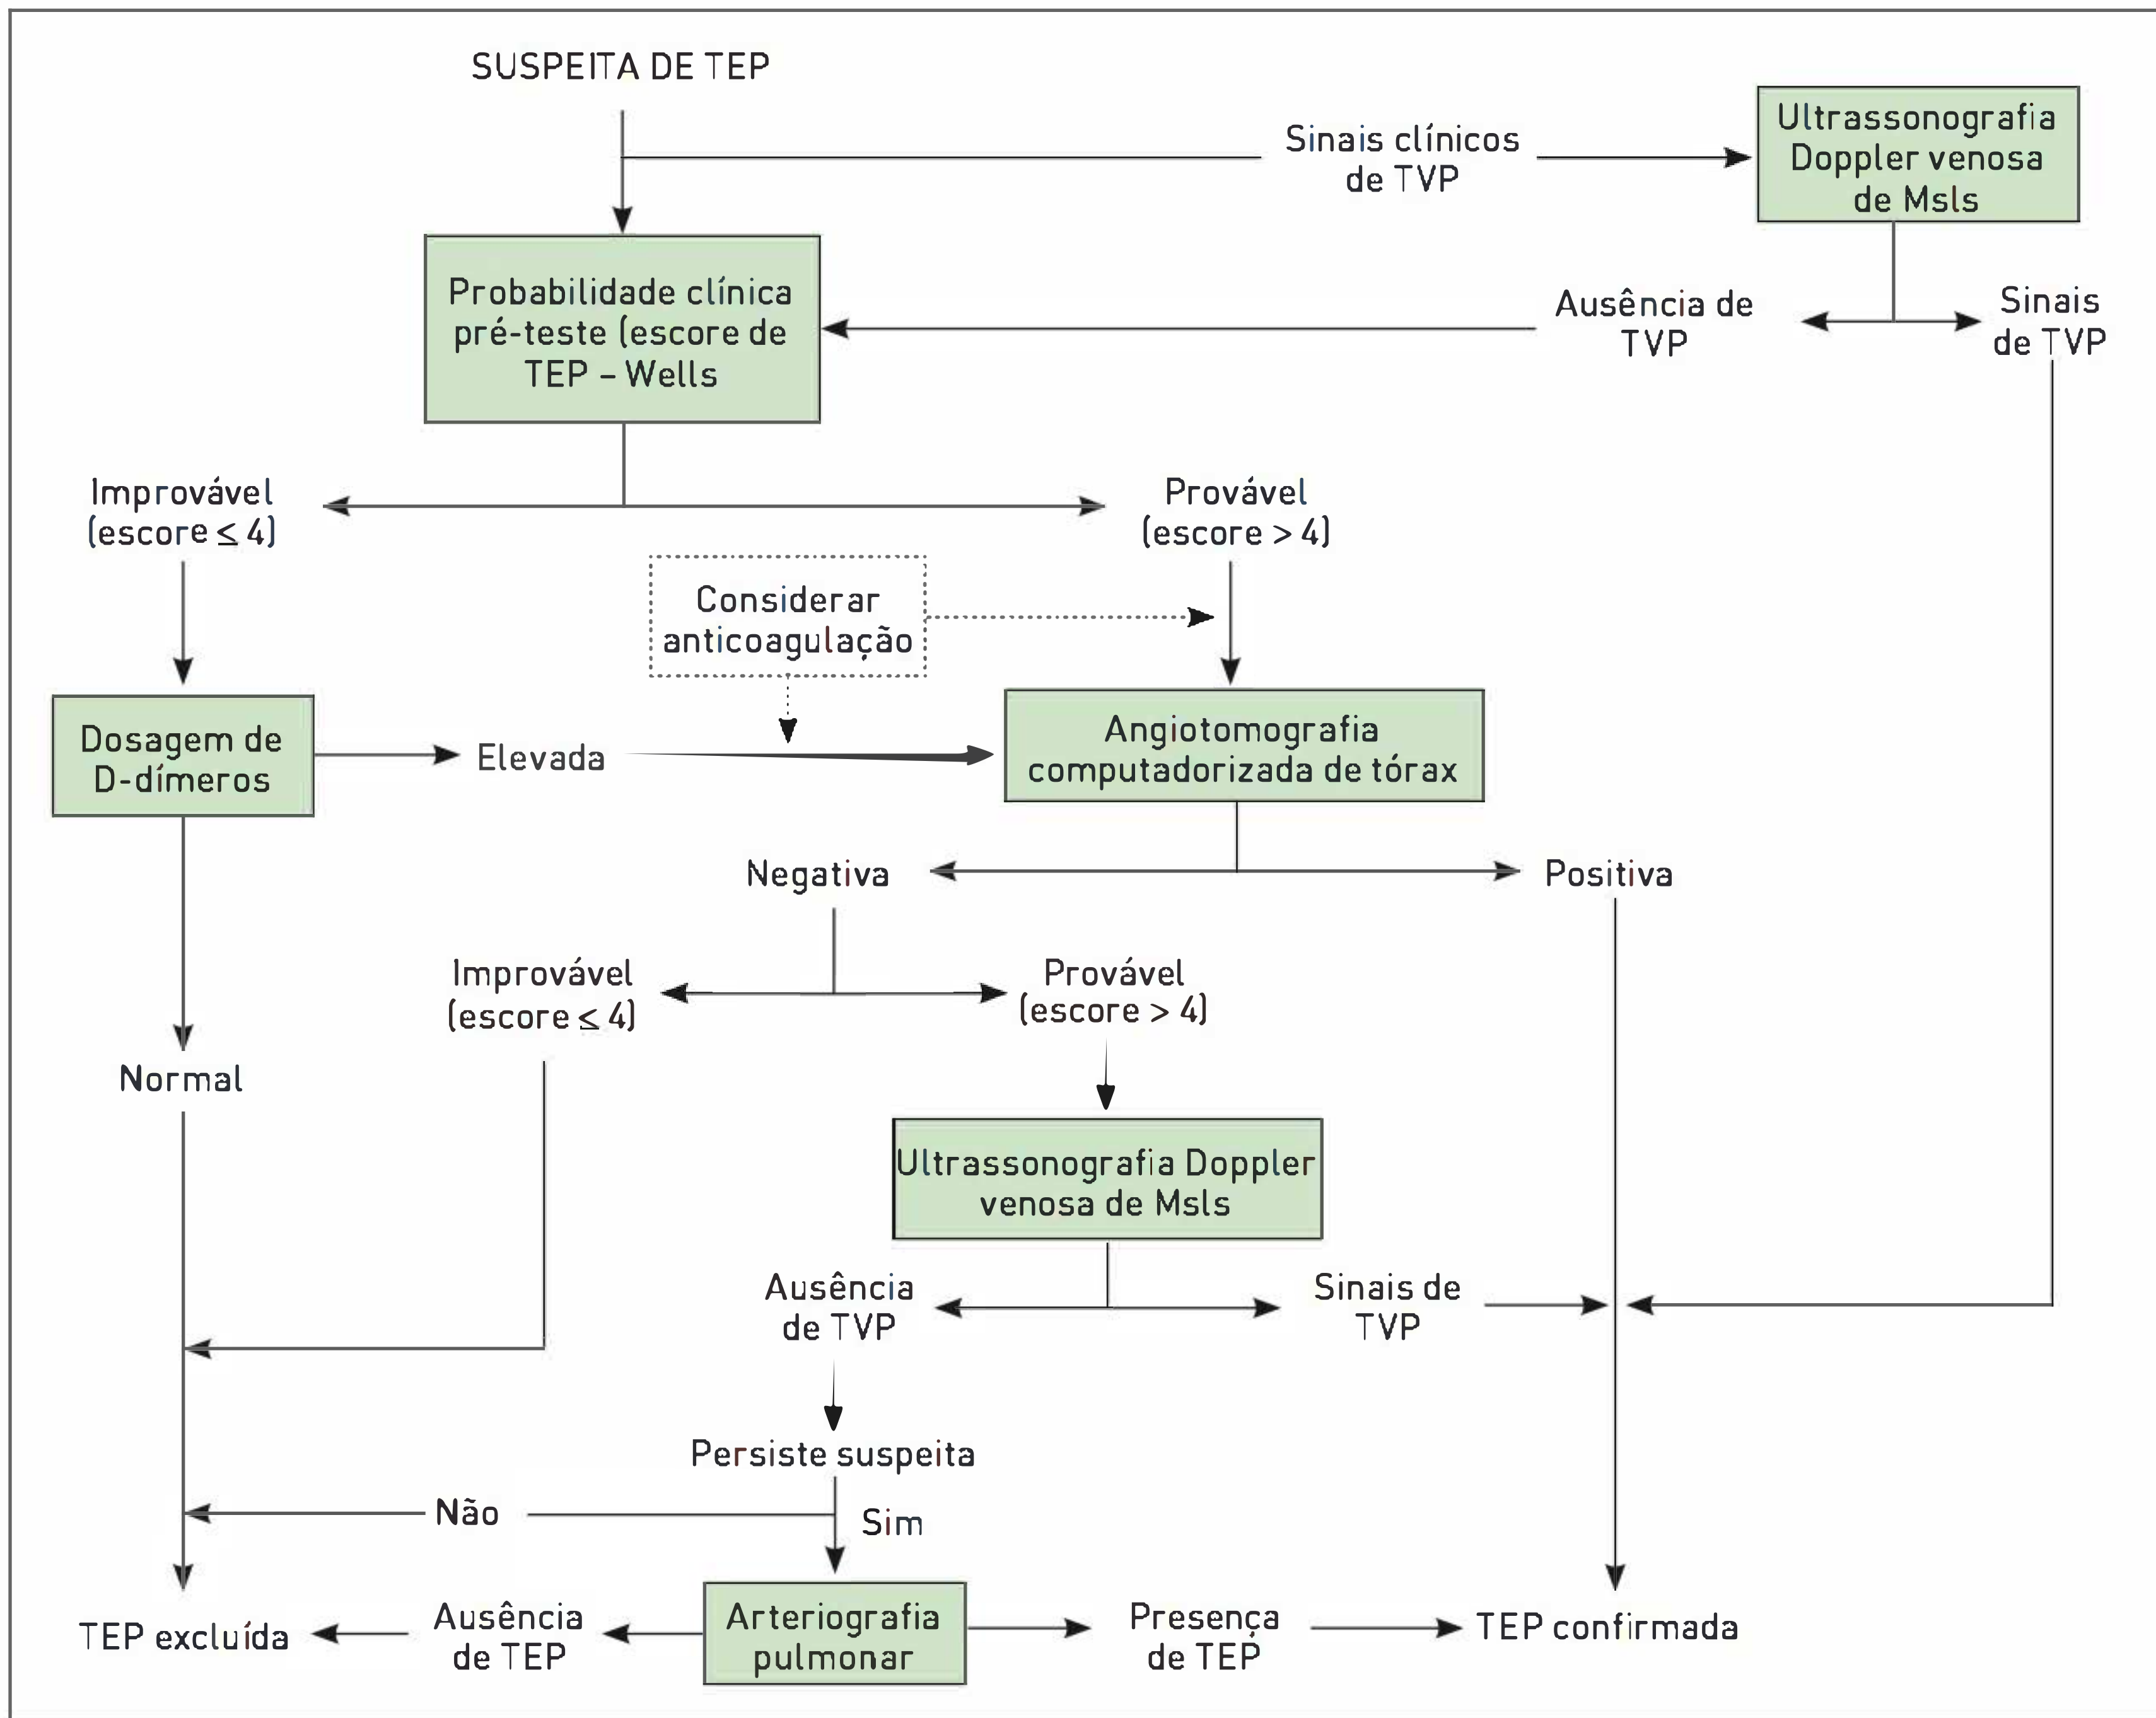 SUSPEITA DE TEP
Sinais clínicos
de TVP
Ultrassonografia
Doppler venosa
de Msls
Probabilidade clínica
pré-teste (escore de
TEP – Wells
Ausência de
TVP
Sinais
de TVP
Improvável
(escore ≤ 4)
Provável
(escore > 4)
Considerar
anticoagulação
Dosagem de
D-dímeros
Elevada
Angiotomografia
computadorizada de tórax
Negativa
Positiva
Improvável
(escore ≤ 4)
Provável
(escore > 4)
Normal
Ultrassonografia Doppler
venosa de Msls
Ausência
de TVP
Sinais de
TVP
Persiste suspeita
Não
Sim
TEP excluída
Ausência
de TEP
Arteriografia
pulmonar
Presença
de TEP
TEP confirmada